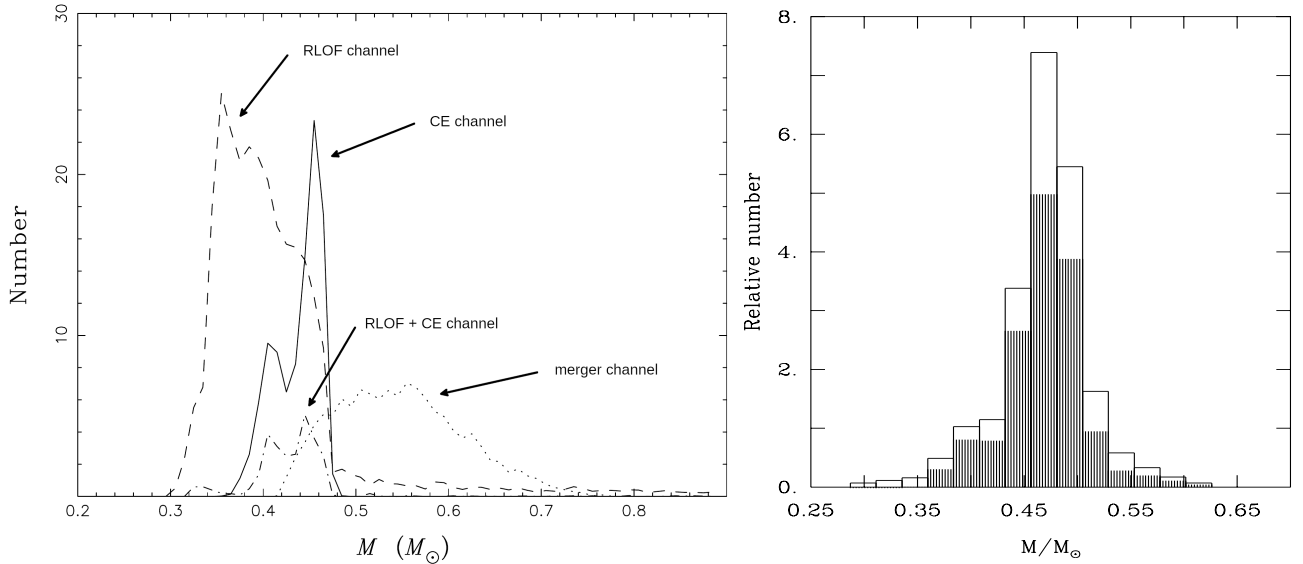 30
20
10
Number
RLOF channel
CE channel
RLOF + CE channel
merger channel
0.2 0.3 0.4 0.5 0.6 0.7 0.8
M (M⊙)
8.
6.
4.
2.
0.
Relative number
0.25 0.35 0.45 0.55 0.65
M/M⊙